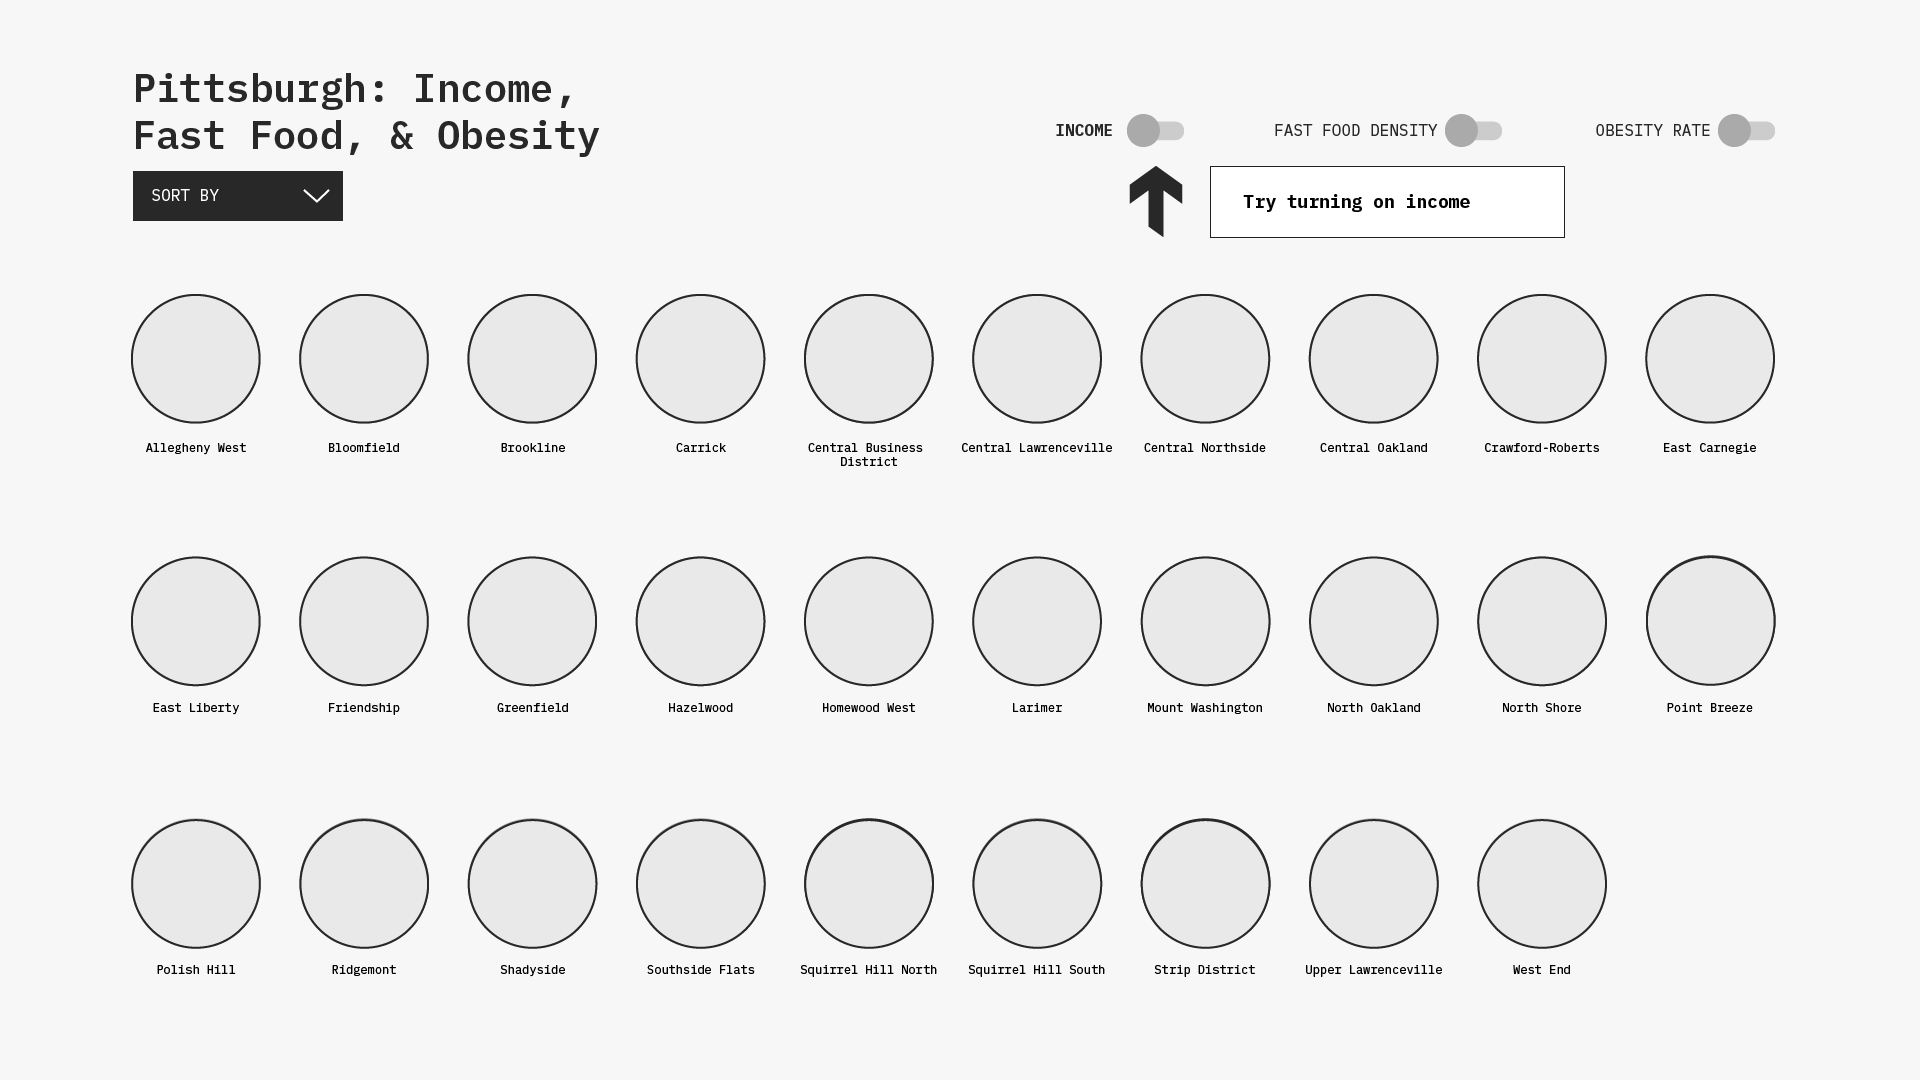 Pittsburgh: Income,
Fast Food, & Obesity
SORT BY
INCOME
FAST FOOD DENSITY
OBESITY RATE
Try turning on income
Allegheny West
Bloomfield
Brookline
Carrick
Central Business
District
Central Lawrenceville
Central Northside
Central Oakland
Crawford-Roberts
East Carnegie
East Liberty
Friendship
Greenfield
Hazelwood
Homewood West
Larimer
Mount Washington
North Oakland
North Shore
Point Breeze
Polish Hill
Ridgemont
Shadyside
Southside Flats
Squirrel Hill North
Squirrel Hill South
Strip District
Upper Lawrenceville
West End